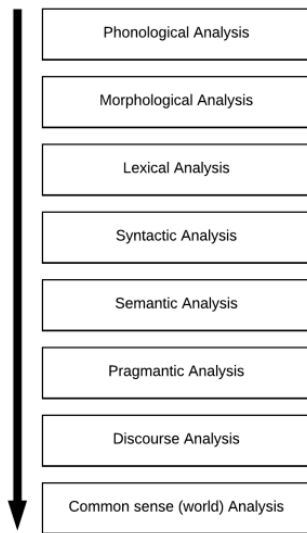 Phonological Analysis
Morphological Analysis
Lexical Analysis
Syntactic Analysis
Semantic Analysis
Pragmantic Analysis
Discourse Analysis
Common sense (world) Analysis